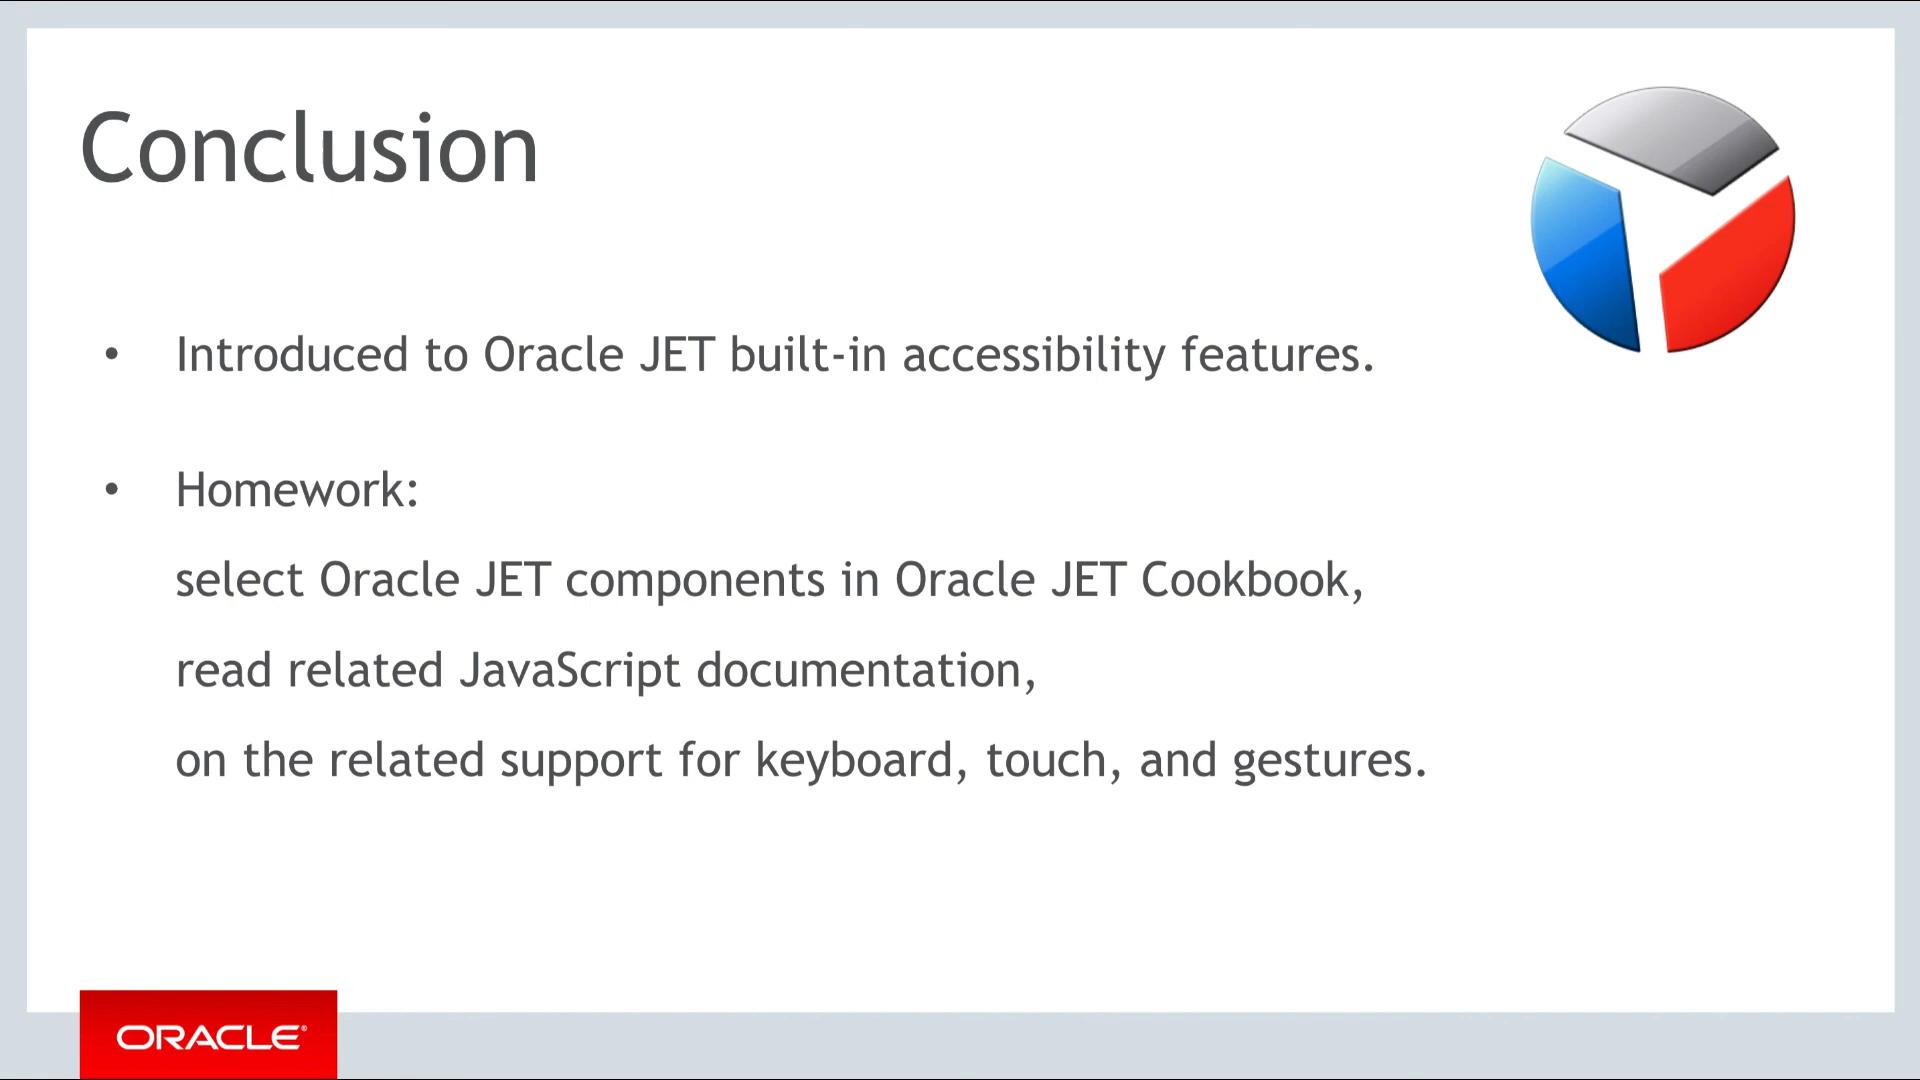 Conclusion
• Introduced to Oracle JET built-in accessibility features.
• Homework:
select Oracle JET components in Oracle JET Cookbook,
read related JavaScript documentation,
on the related support for keyboard, touch, and gestures.
ORACLE®